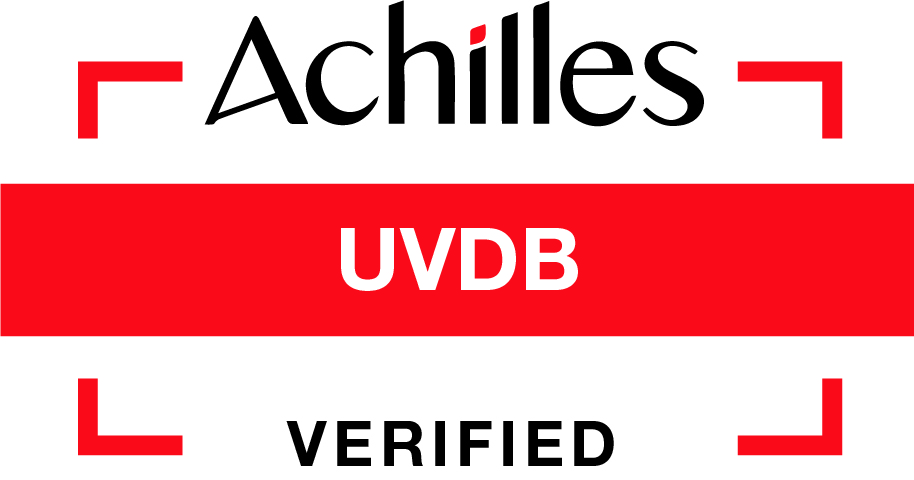 Achilles
UVDB
VERIFIED